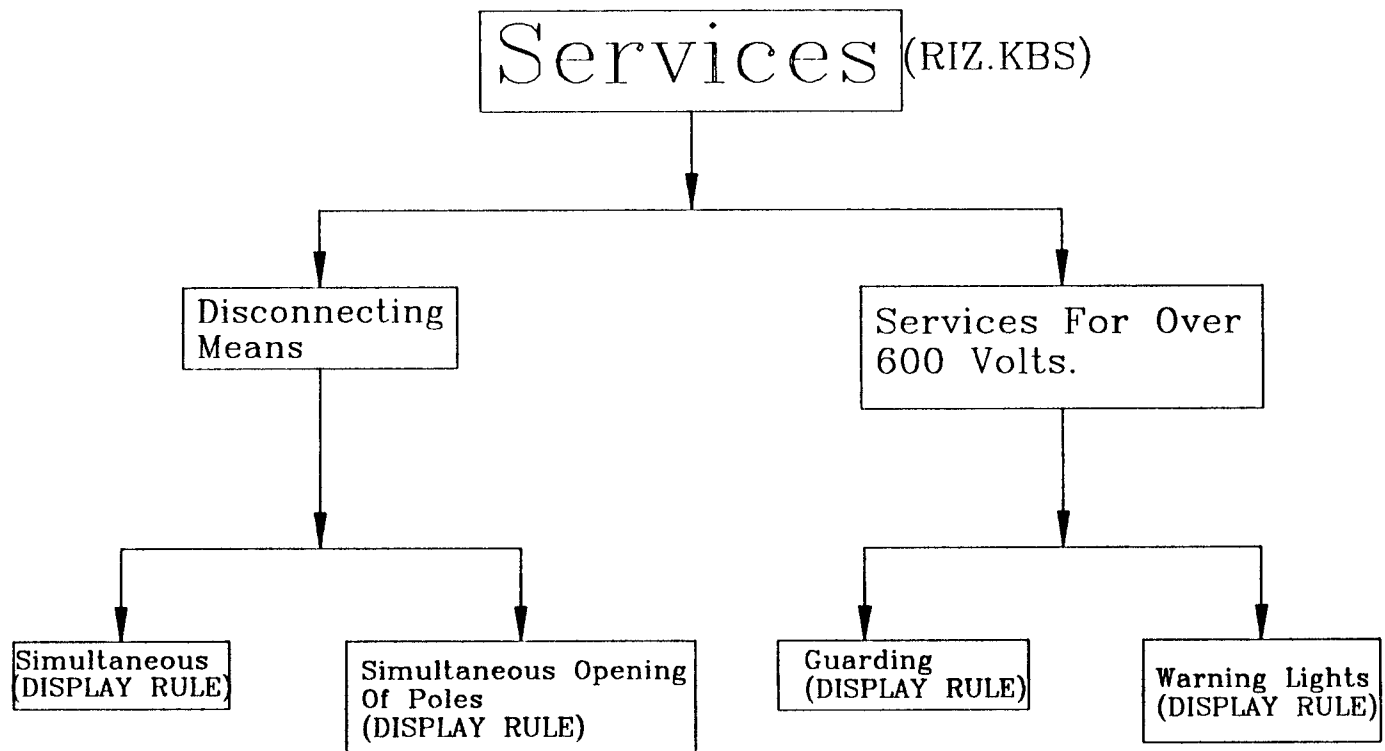 Services (RIZ.KBS)
Disconnecting
Means
Services For Over
600 Volts.
Simultaneous
(DISPLAY RULE)
Simultaneous Opening
Of Poles
(DISPLAY RULE)
Guarding
(DISPLAY RULE)
Warning Lights
(DISPLAY RULE)